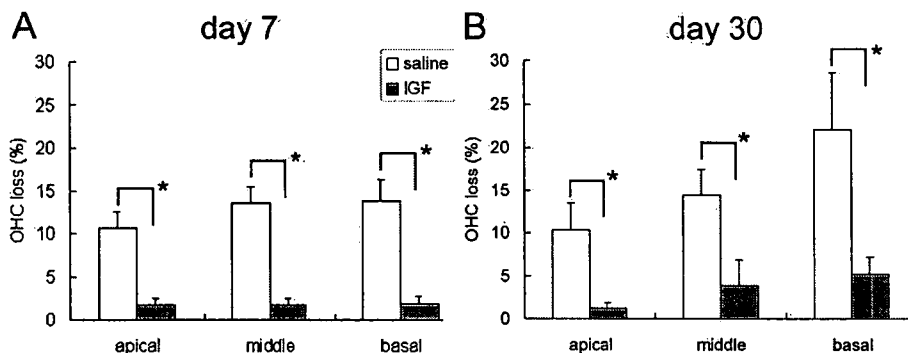 A
day 7
B
day 30
saline
IGF
OHC loss (%)
30
25
20
15
10
5
0
*
*
*
apical
middle
basal
OHC loss (%)
30
25
20
15
10
5
0
*
*
*
apical
middle
basal